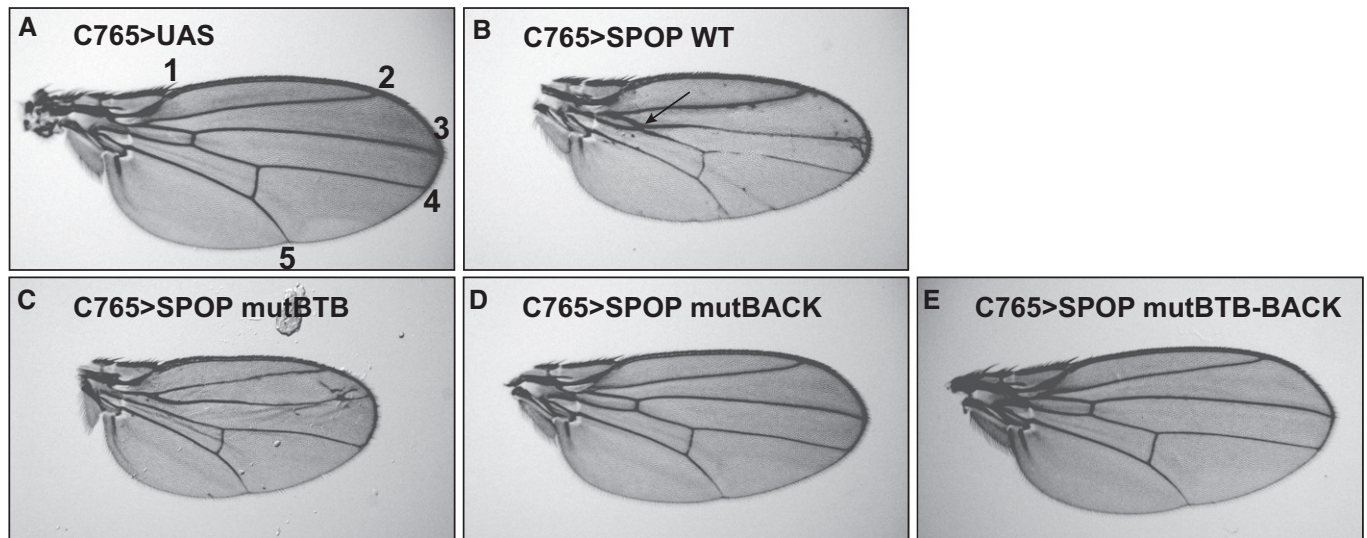 A
C765>UAS
1
2
3
4
5
B
C765>SPOP WT
C
C765>SPOP mutBTB
D
C765>SPOP mutBACK
E
C765>SPOP mutBTB-BACK